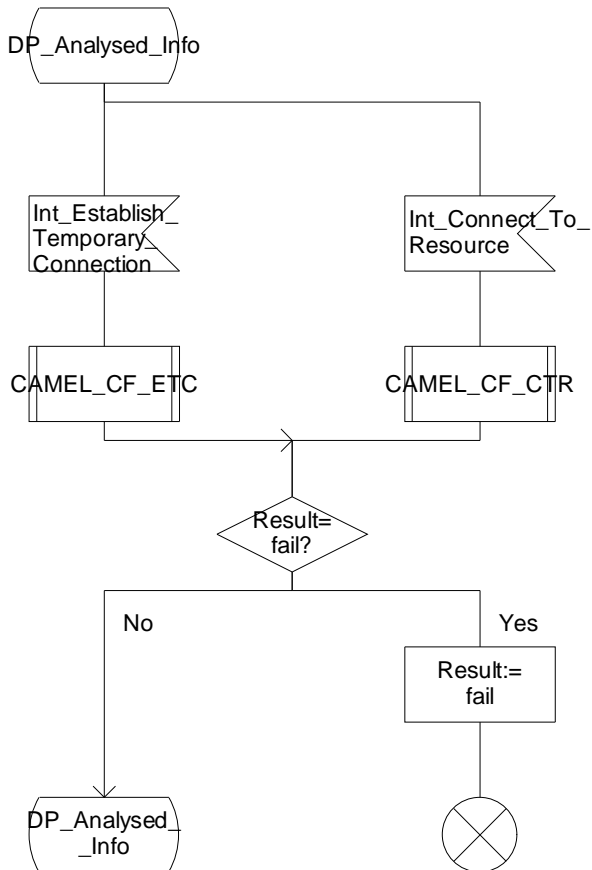 DP_Analysed_Info
Int_Establish_
Temporary_
Connection
Int_Connect_To_
Resource
CAMEL_CF_ETC
CAMEL_CF_CTR
Result=
fail?
No
Yes
Result:=
fail
DP_Analysed_
_Info